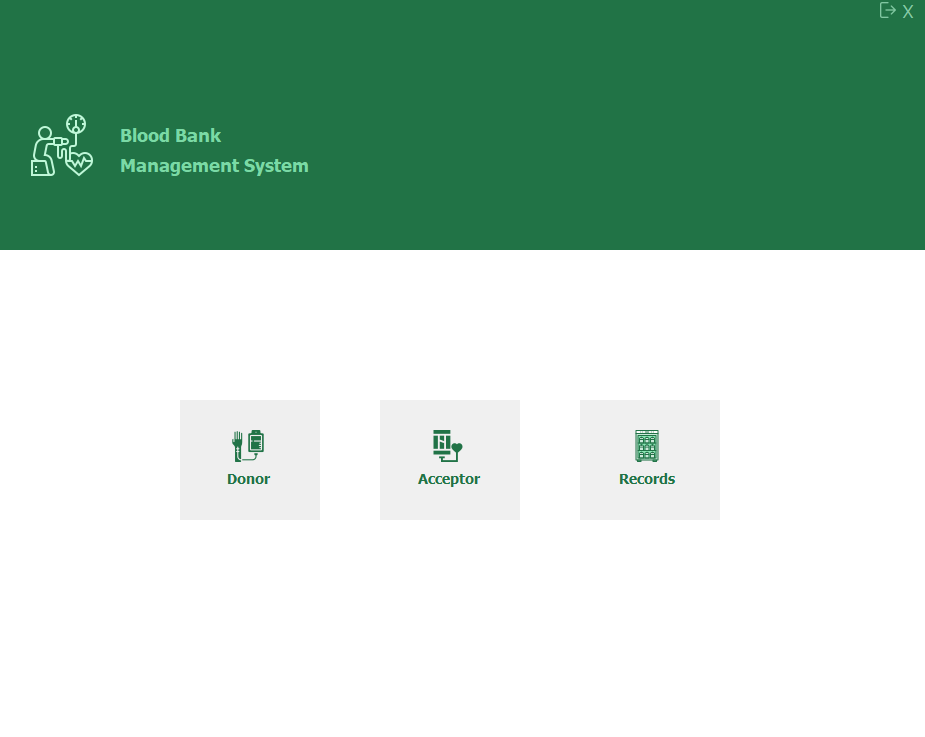 X
Blood Bank
Management System
Donor
Acceptor
Records